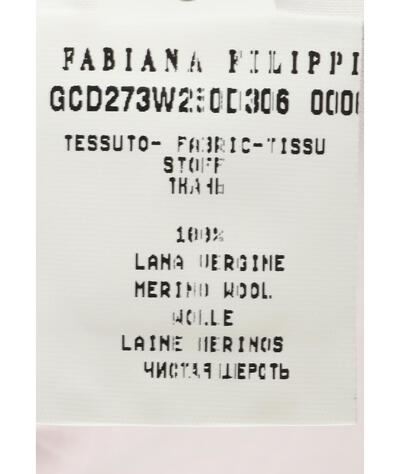 FABIANA FILIPPI
GCD273W230D306 000
TESSUTO- FABRIC-TISSU
STOFF
ТКАНЬ
100%
LANA VERGINE
MERINO WOOL
WOLLE
LAINE MERINOS
ЧИСТАЯ ШЕРСТЬ